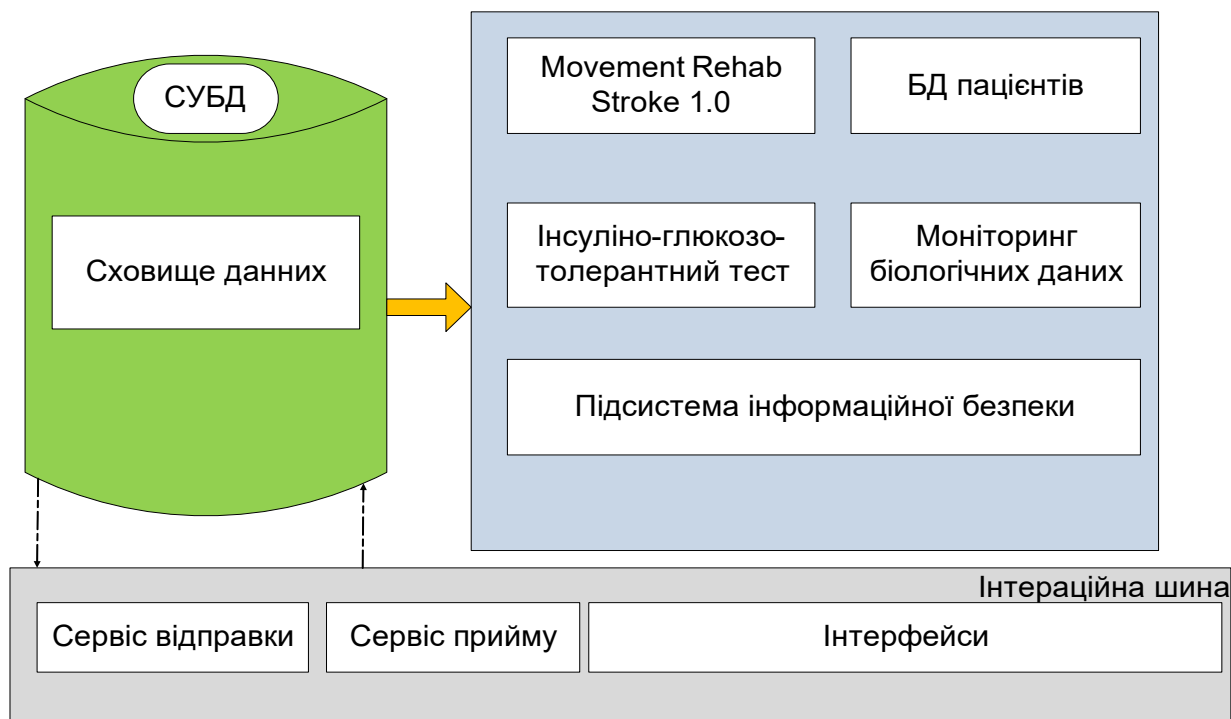 СУБД
Сховище данних
Movement Rehab
Stroke 1.0
БД пацієнтів
Інсуліно-глюкозо-
толерантний тест
Моніторинг
біологічних даних
Підсистема інформаційної безпеки
Інтераційна шина
Сервіс відправки
Сервіс прийму
Інтерфейси